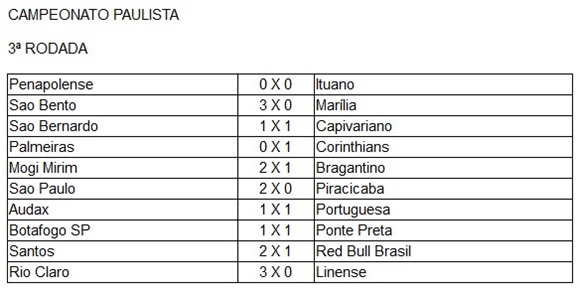 CAMPEONATO PAULISTA
3ª RODADA
Penapolense 0 X 0 Ituano
Sao Bento 3 X 0 Marília
Sao Bernardo 1 X 1 Capivariano
Palmeiras 0 X 1 Corinthians
Mogi Mirim 2 X 1 Bragantino
Sao Paulo 2 X 0 Piracicaba
Audax 1 X 1 Portuguesa
Botafogo SP 1 X 1 Ponte Preta
Santos 2 X 1 Red Bull Brasil
Rio Claro 3 X 0 Linense